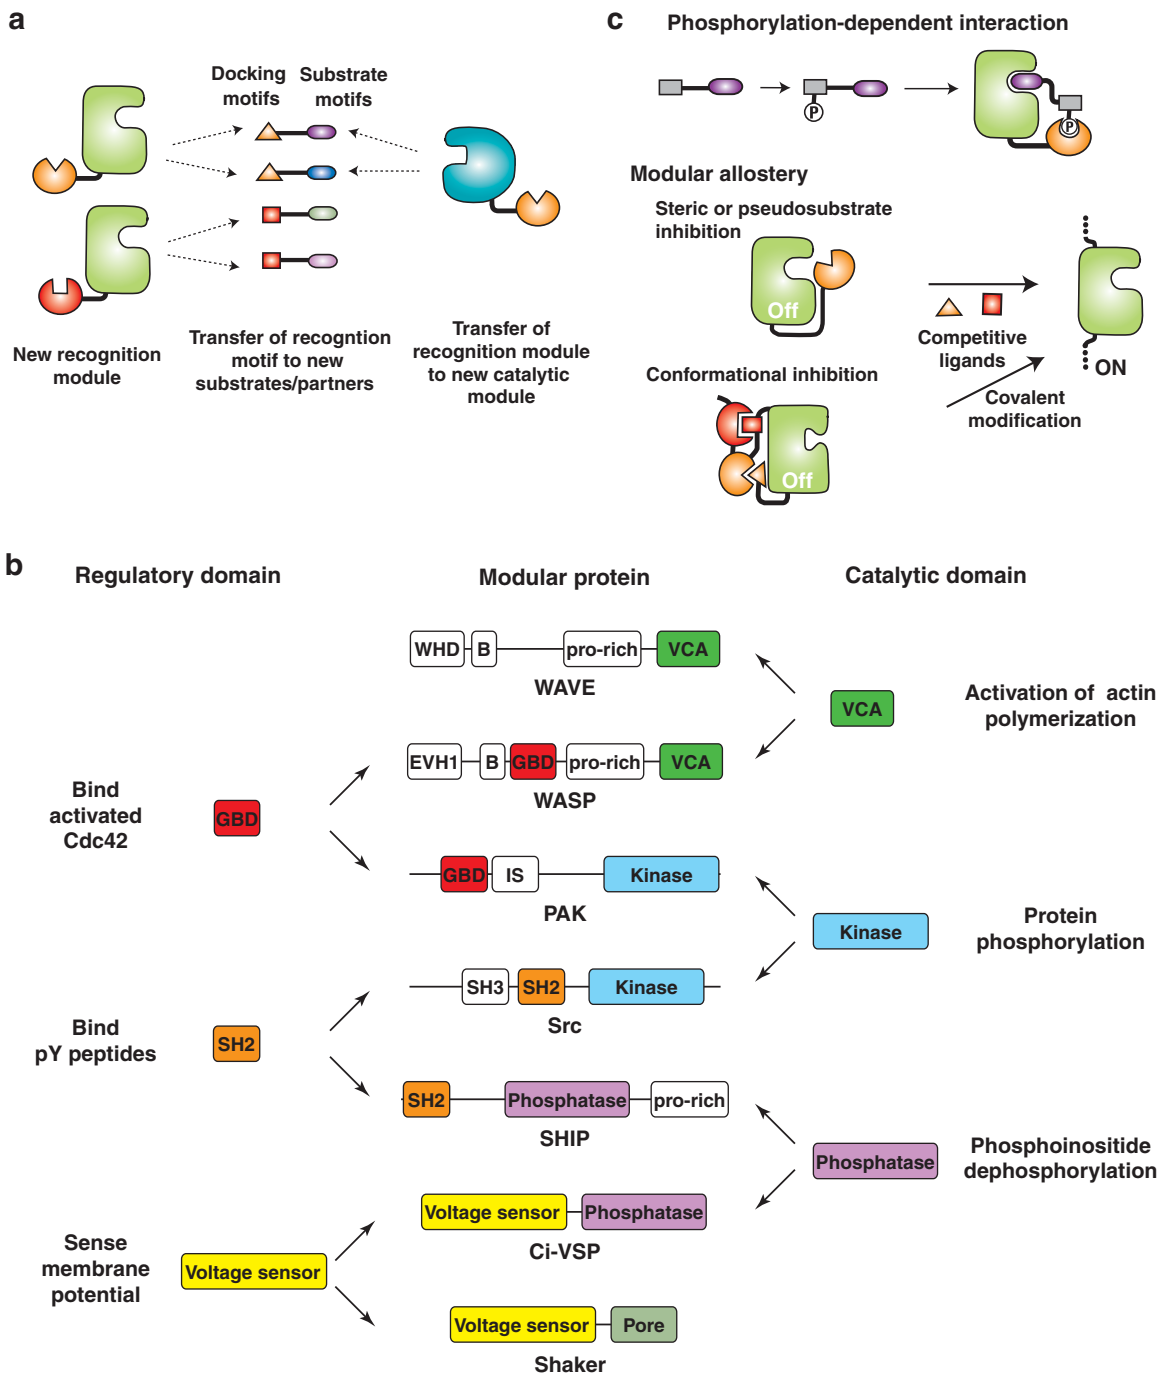 a
Docking
motifs
Substrate
motifs
New recognition
module
Transfer of recogntion
motif to new
substrates/partners
Transfer of
recognition module
to new catalytic
module
c
Phosphorylation-dependent interaction
P
P
Modular allostery
Steric or pseudosubstrate
inhibition
Off
Competitive
ligands
ON
Conformational inhibition
Covalent
modification
Off
b
Regulatory domain
Modular protein
Catalytic domain
WHD
B
pro-rich
VCA
WAVE
VCA
Activation of actin
polymerization
EVH1
B
GBD
pro-rich
VCA
WASP
Bind
activated
Cdc42
GBD
GBD
IS
Kinase
PAK
Kinase
Protein
phosphorylation
SH3
SH2
Kinase
Src
Bind
pY peptides
SH2
SH2
Phosphatase
pro-rich
SHIP
Phosphatase
Phosphoinositide
dephosphorylation
Voltage sensor
Phosphatase
Ci-VSP
Sense
membrane
potential
Voltage sensor
Voltage sensor
Pore
Shaker